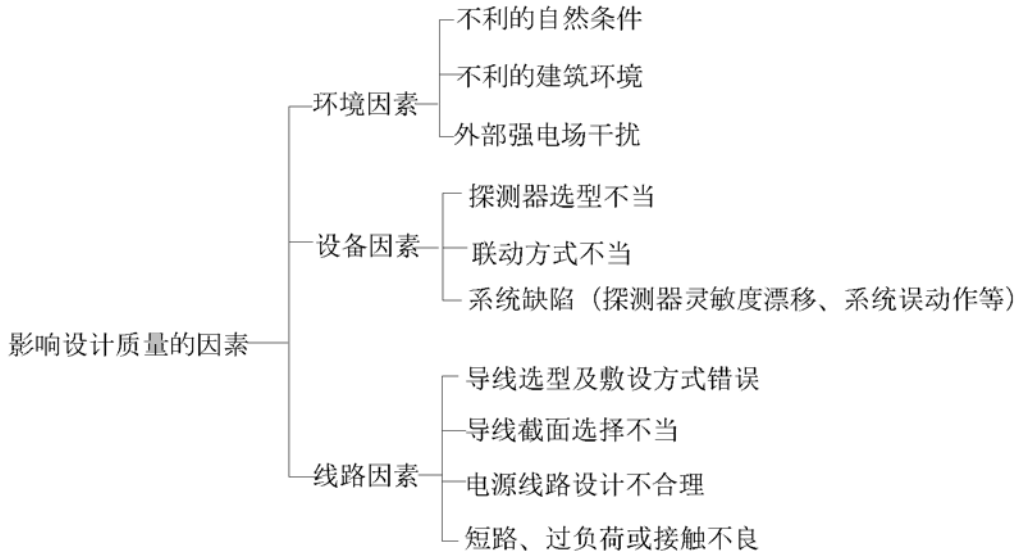 影响设计质量的因素
环境因素
不利的自然条件
不利的建筑环境
外部强电场干扰
设备因素
探测器选型不当
联动方式不当
系统缺陷（探测器灵敏度漂移、系统误动作等）
线路因素
导线选型及敷设方式错误
导线截面选择不当
电源线路设计不合理
短路、过负荷或接触不良